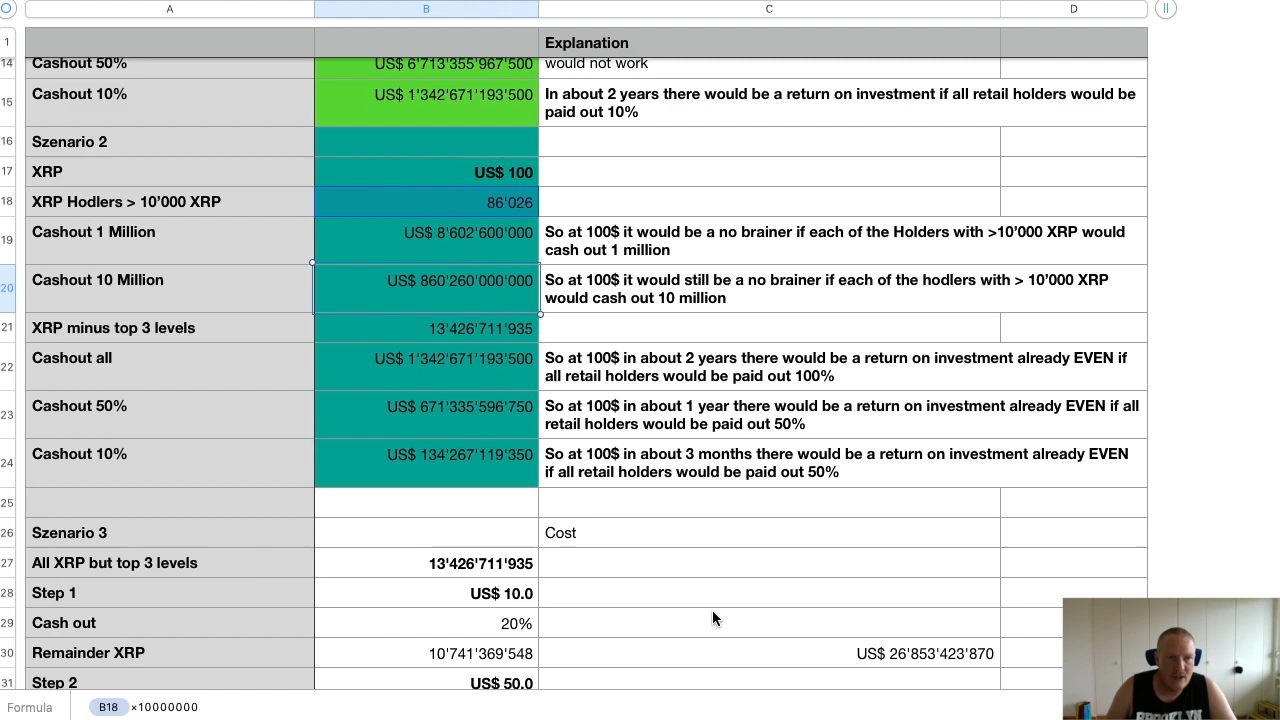 A B C D
1 Explanation
14 Cashout 50% US$ 6'713'355'967'500 would not work
15 Cashout 10% US$ 1'342'671'193'500 In about 2 years there would be a return on investment if all retail holders would be
paid out 10%
16 Szenario 2
17 XRP US$ 100
18 XRP Hodlers > 10’000 XRP 86'026
19 Cashout 1 Million US$ 8'602'600'000 So at 100$ it would be a no brainer if each of the Holders with >10’000 XRP would
cash out 1 million
20 Cashout 10 Million US$ 860'260'000'000 So at 100$ it would still be a no brainer if each of the hodlers with > 10’000 XRP
would cash out 10 million
21 XRP minus top 3 levels 13'426'711'935
22 Cashout all US$ 1'342'671'193'500 So at 100$ in about 2 years there would be a return on investment already EVEN if
all retail holders would be paid out 100%
23 Cashout 50% US$ 671'335'596'750 So at 100$ in about 1 year there would be a return on investment already EVEN if all
retail holders would be paid out 50%
24 Cashout 10% US$ 134'267'119'350 So at 100$ in about 3 months there would be a return on investment already EVEN
if all retail holders would be paid out 50%
25
26 Szenario 3 Cost
27 All XRP but top 3 levels 13'426'711'935
28 Step 1 US$ 10.0
29 Cash out 20%
30 Remainder XRP 10'741'369'548 US$ 26'853'423'870
31 Step 2 US$ 50.0
Formula B18 ×10000000
BROOKLYN